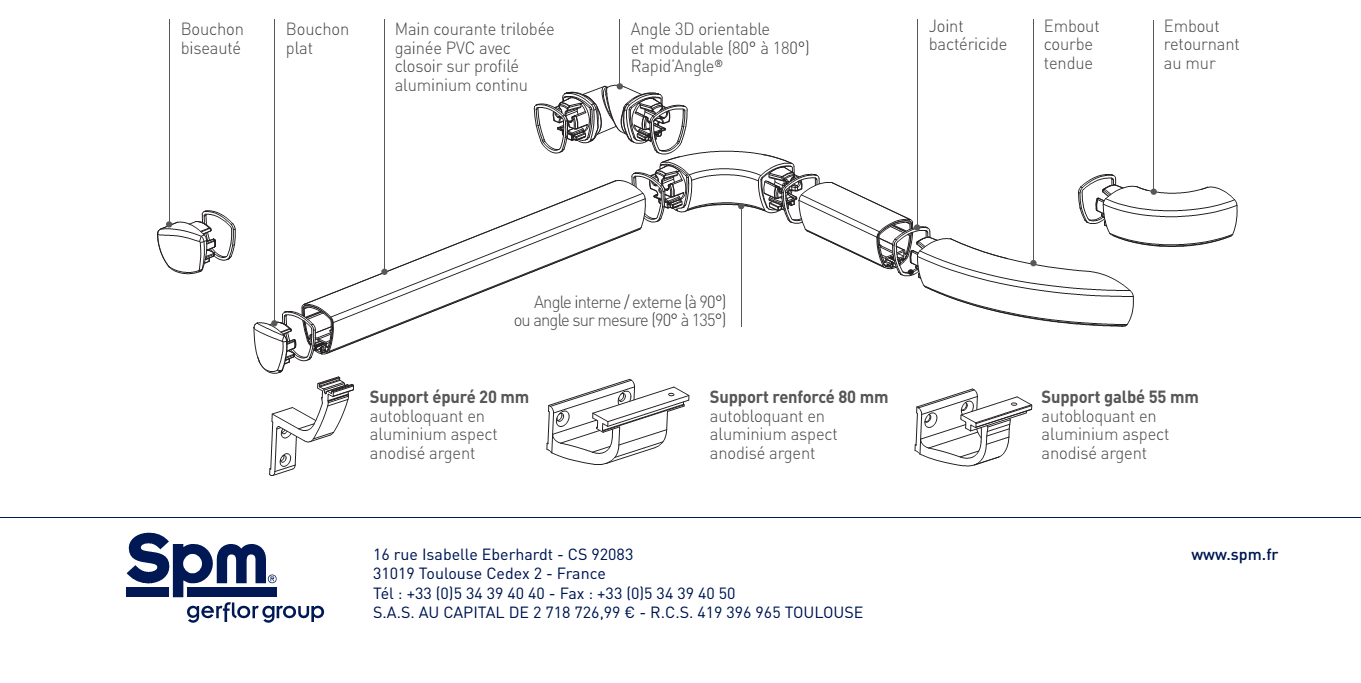 Bouchon
biseauté
Bouchon
plat
Main courante trilobée
gainée PVC avec
closoir sur profilé
aluminium continu
Angle 3D orientable
et modulable (80° à 180°)
Rapid'Angle®
Joint
bactéricide
Embout
courbe
tendue
Embout
retournant
au mur
Angle interne / externe (à 90°)
ou angle sur mesure (90° à 135°)
Support épuré 20 mm
autobloquant en
aluminium aspect
anodisé argent
Support renforcé 80 mm
autobloquant en
aluminium aspect
anodisé argent
Support galbé 55 mm
autobloquant en
aluminium aspect
anodisé argent
Spm®
gerflor group
16 rue Isabelle Eberhardt - CS 92083
31019 Toulouse Cedex 2 - France
Tél : +33 (0)5 34 39 40 40 - Fax : +33 (0)5 34 39 40 50
S.A.S. AU CAPITAL DE 2 718 726,99 € - R.C.S. 419 396 965 TOULOUSE
www.spm.fr